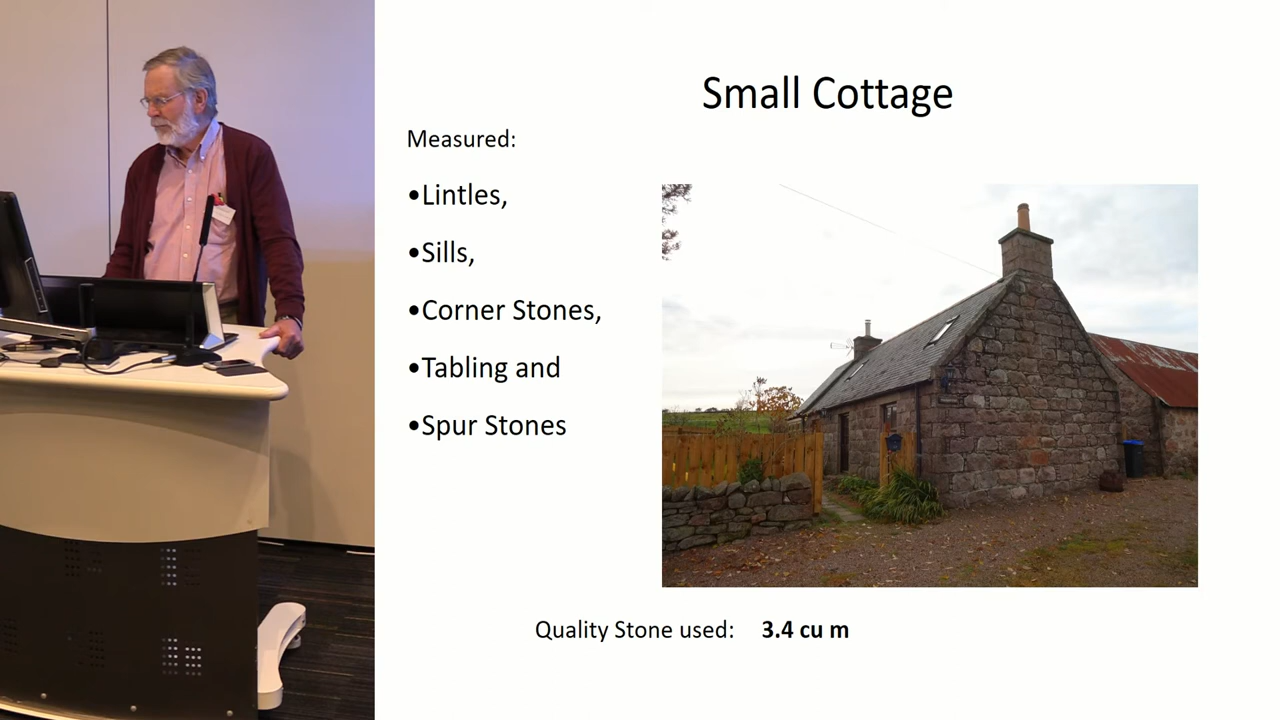 Small Cottage
Measured:
•Lintles,
•Sills,
•Corner Stones,
•Tabling and
•Spur Stones
Quality Stone used: 3.4 cu m